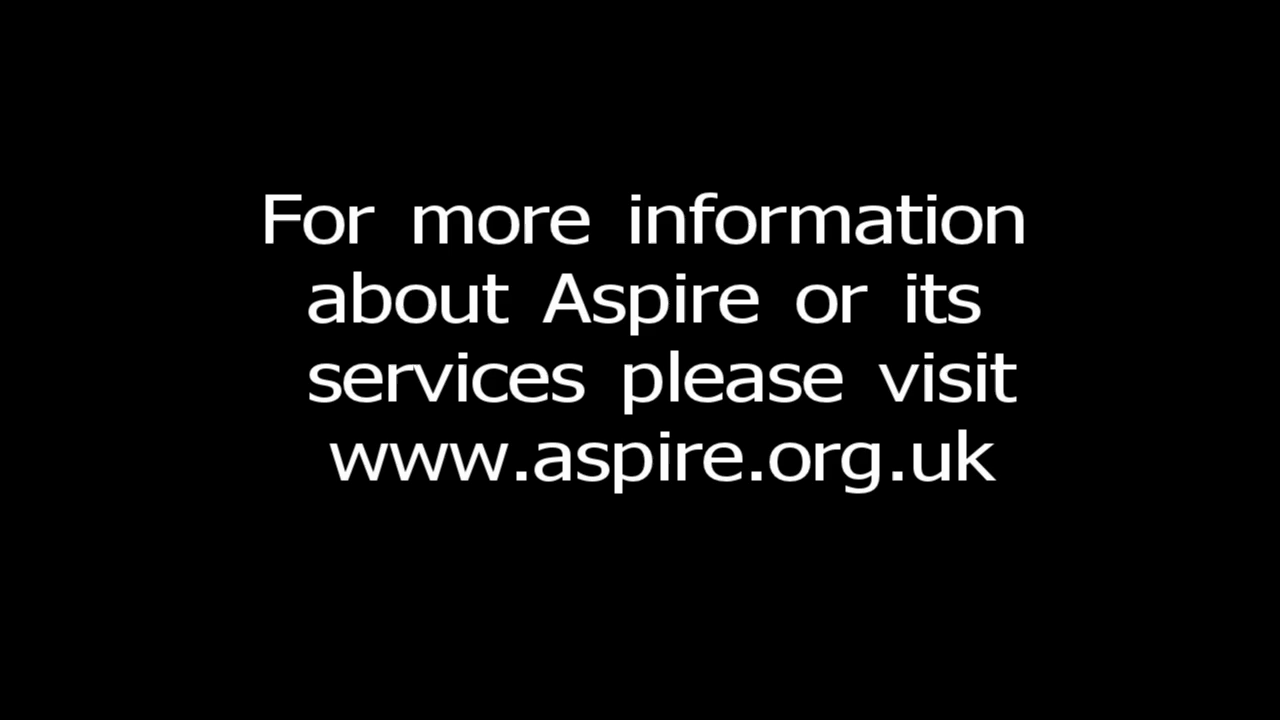 For more information
about Aspire or its
services please visit
www.aspire.org.uk